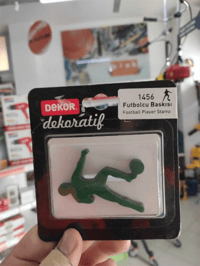 1456
DEKOR
Futbolcu Baskısı
Football Player Stamp
dekoratif